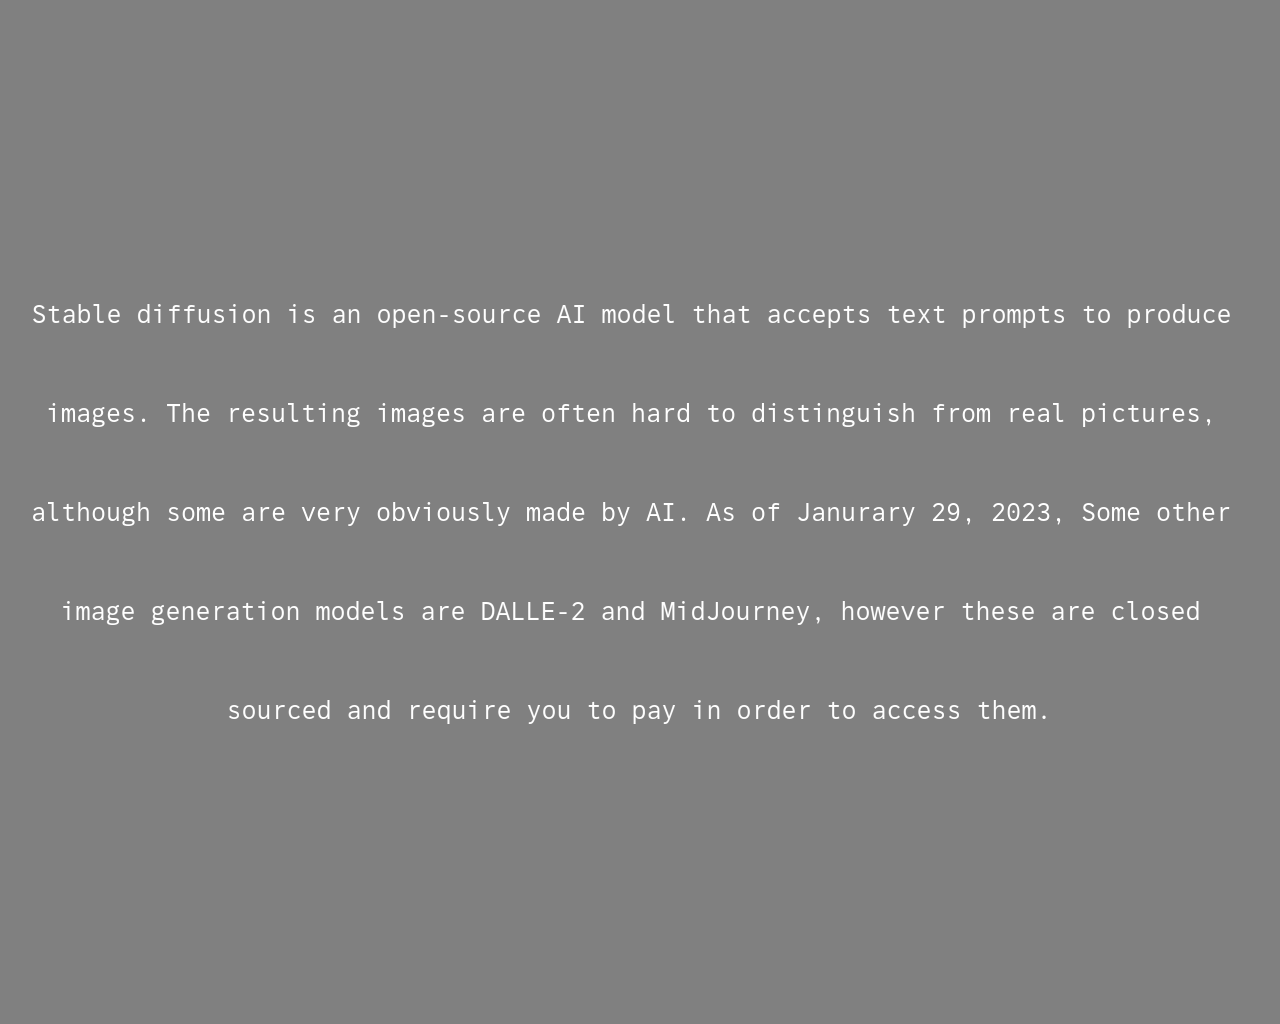 Stable diffusion is an open-source AI model that accepts text prompts to produce
images. The resulting images are often hard to distinguish from real pictures,
although some are very obviously made by AI. As of Janurary 29, 2023, Some other
image generation models are DALLE-2 and MidJourney, however these are closed
sourced and require you to pay in order to access them.